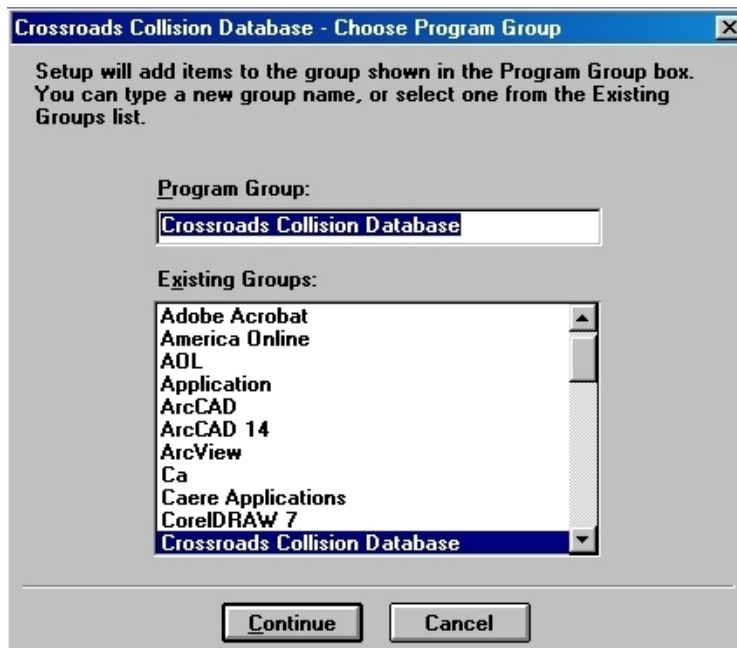 Crossroads Collision Database - Choose Program Group
Setup will add items to the group shown in the Program Group box.
You can type a new group name, or select one from the Existing
Groups list.
Program Group:
Crossroads Collision Database
Existing Groups:
Adobe Acrobat
America Online
AOL
Application
ArcCAD
ArcCAD 14
ArcView
Ca
Caere Applications
CorelDRAW 7
Crossroads Collision Database
Continue
Cancel